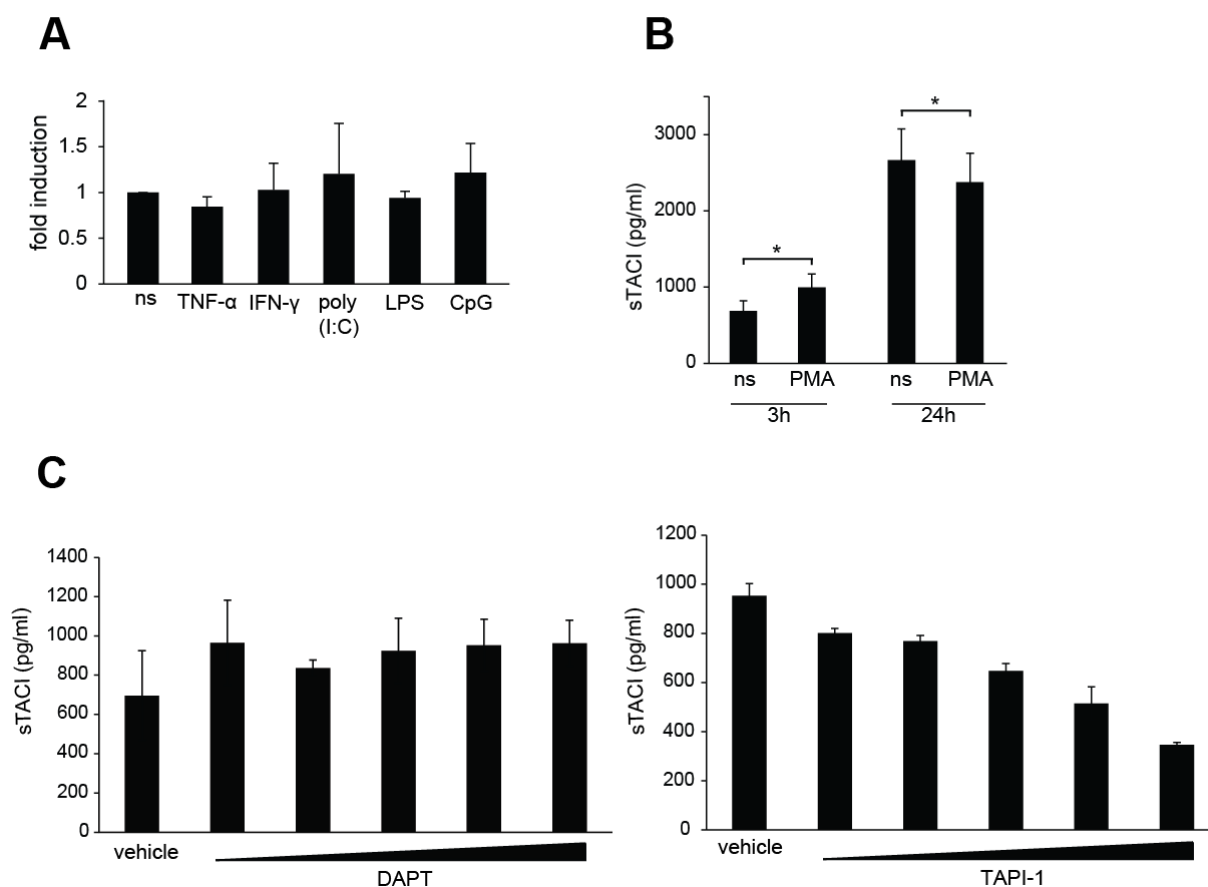 A
fold induction
2
1.5
1
0.5
0
ns TNF-α IFN-γ poly LPS CpG
(I:C)
B
sTACI (pg/ml)
3000
2000
1000
0
*
*
ns PMA ns PMA
3h 24h
C
sTACI (pg/ml)
1400
1200
1000
800
600
400
200
0
vehicle
DAPT
sTACI (pg/ml)
1200
1000
800
600
400
200
0
vehicle
TAPI-1